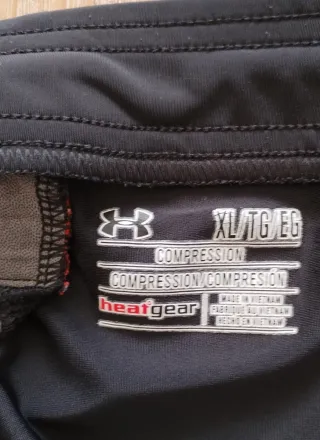 XL/TG/EG
COMPRESSION
COMPRESSION/COMPRESIÓN
heatgear
MADE IN VIETNAM
FABRIQUÉ AU VIETNAM
HECHO EN VIETNAM